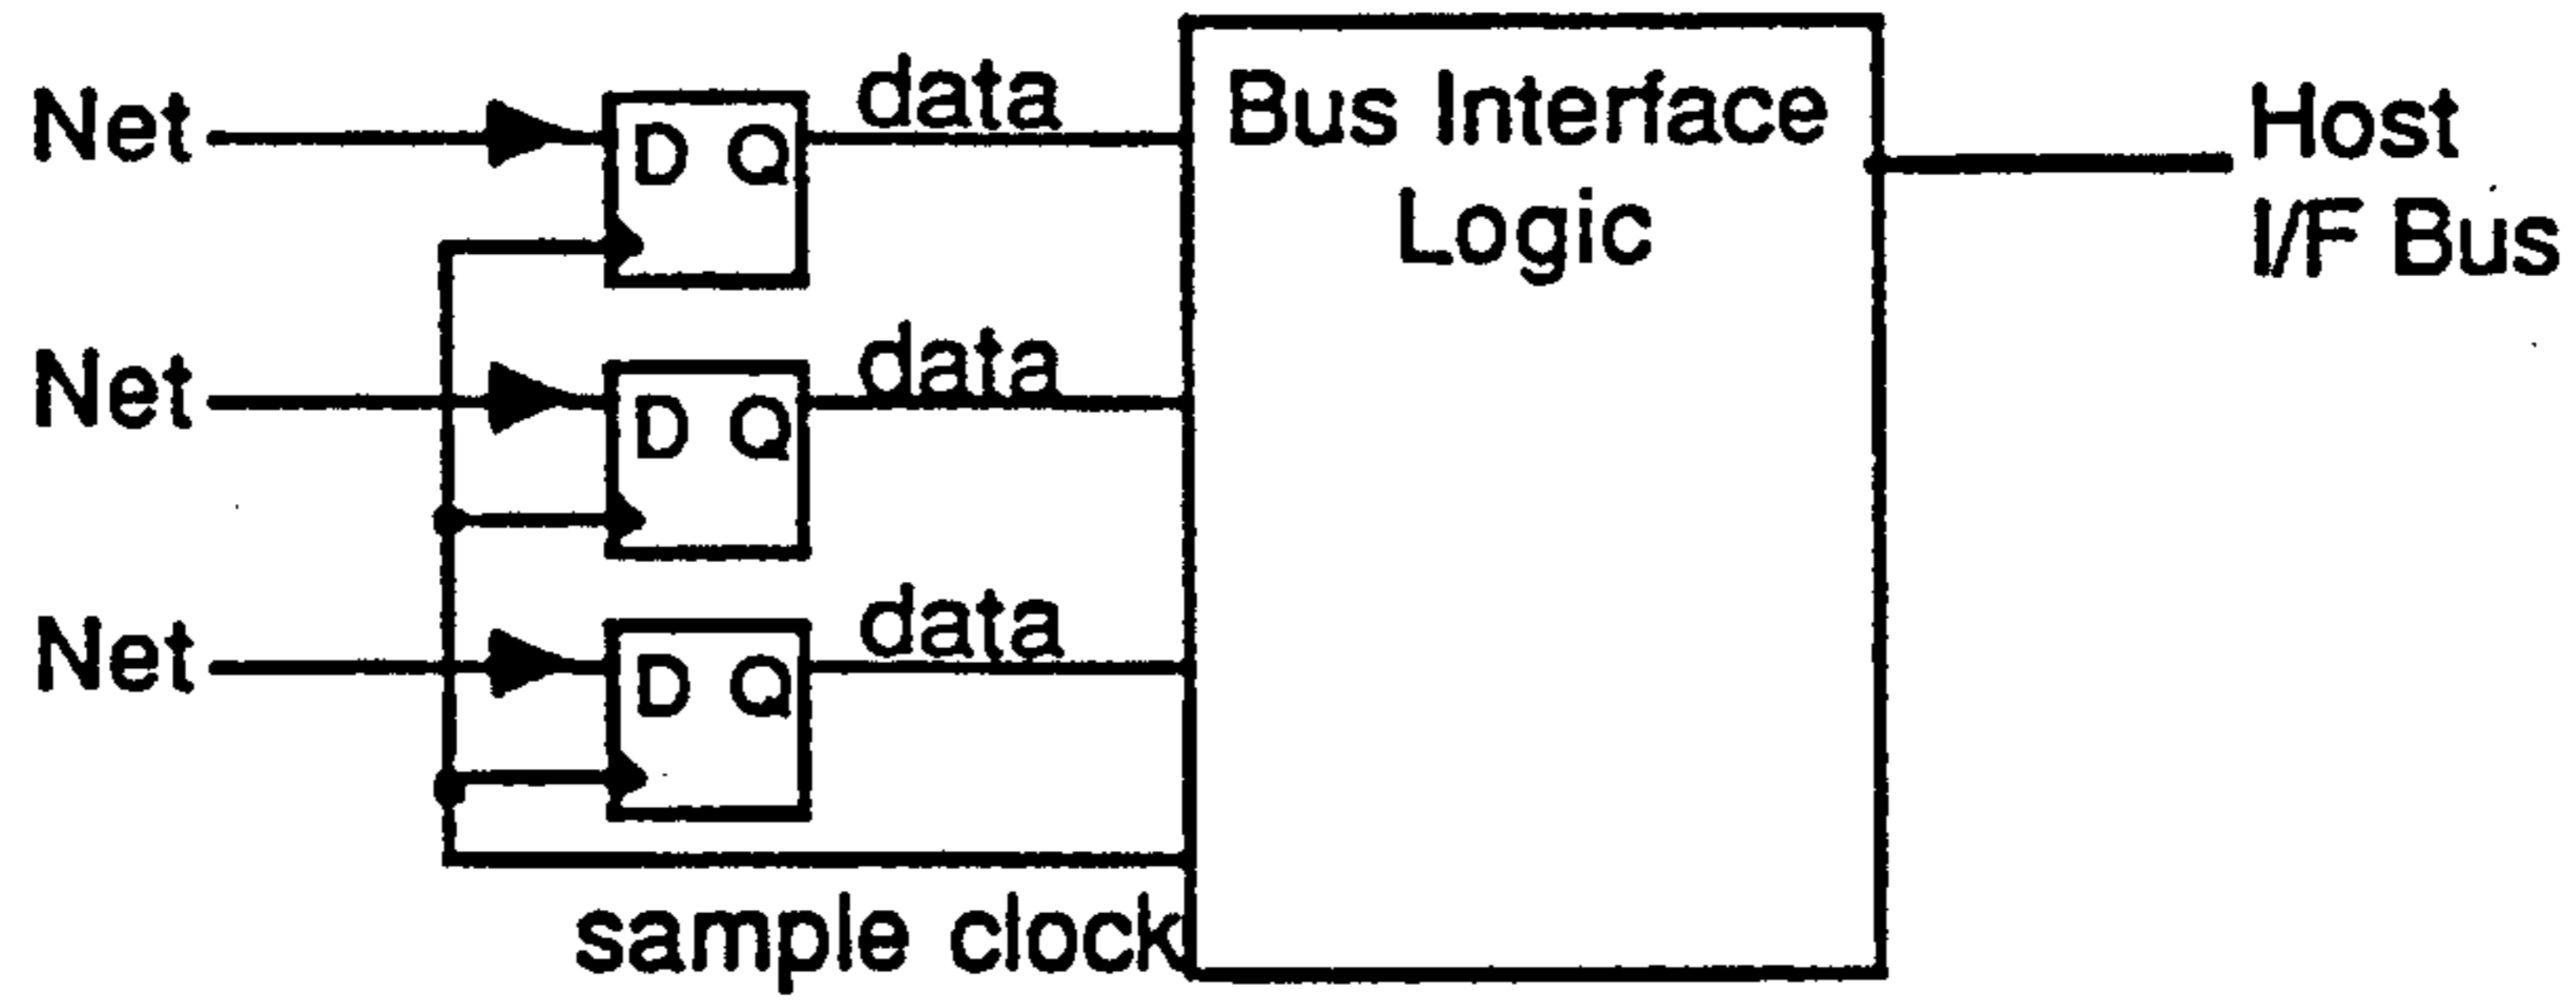 Net
D Q
data
Bus Interface
Logic
Host
I/F Bus
Net
D Q
data
Net
D Q
data
sample clock